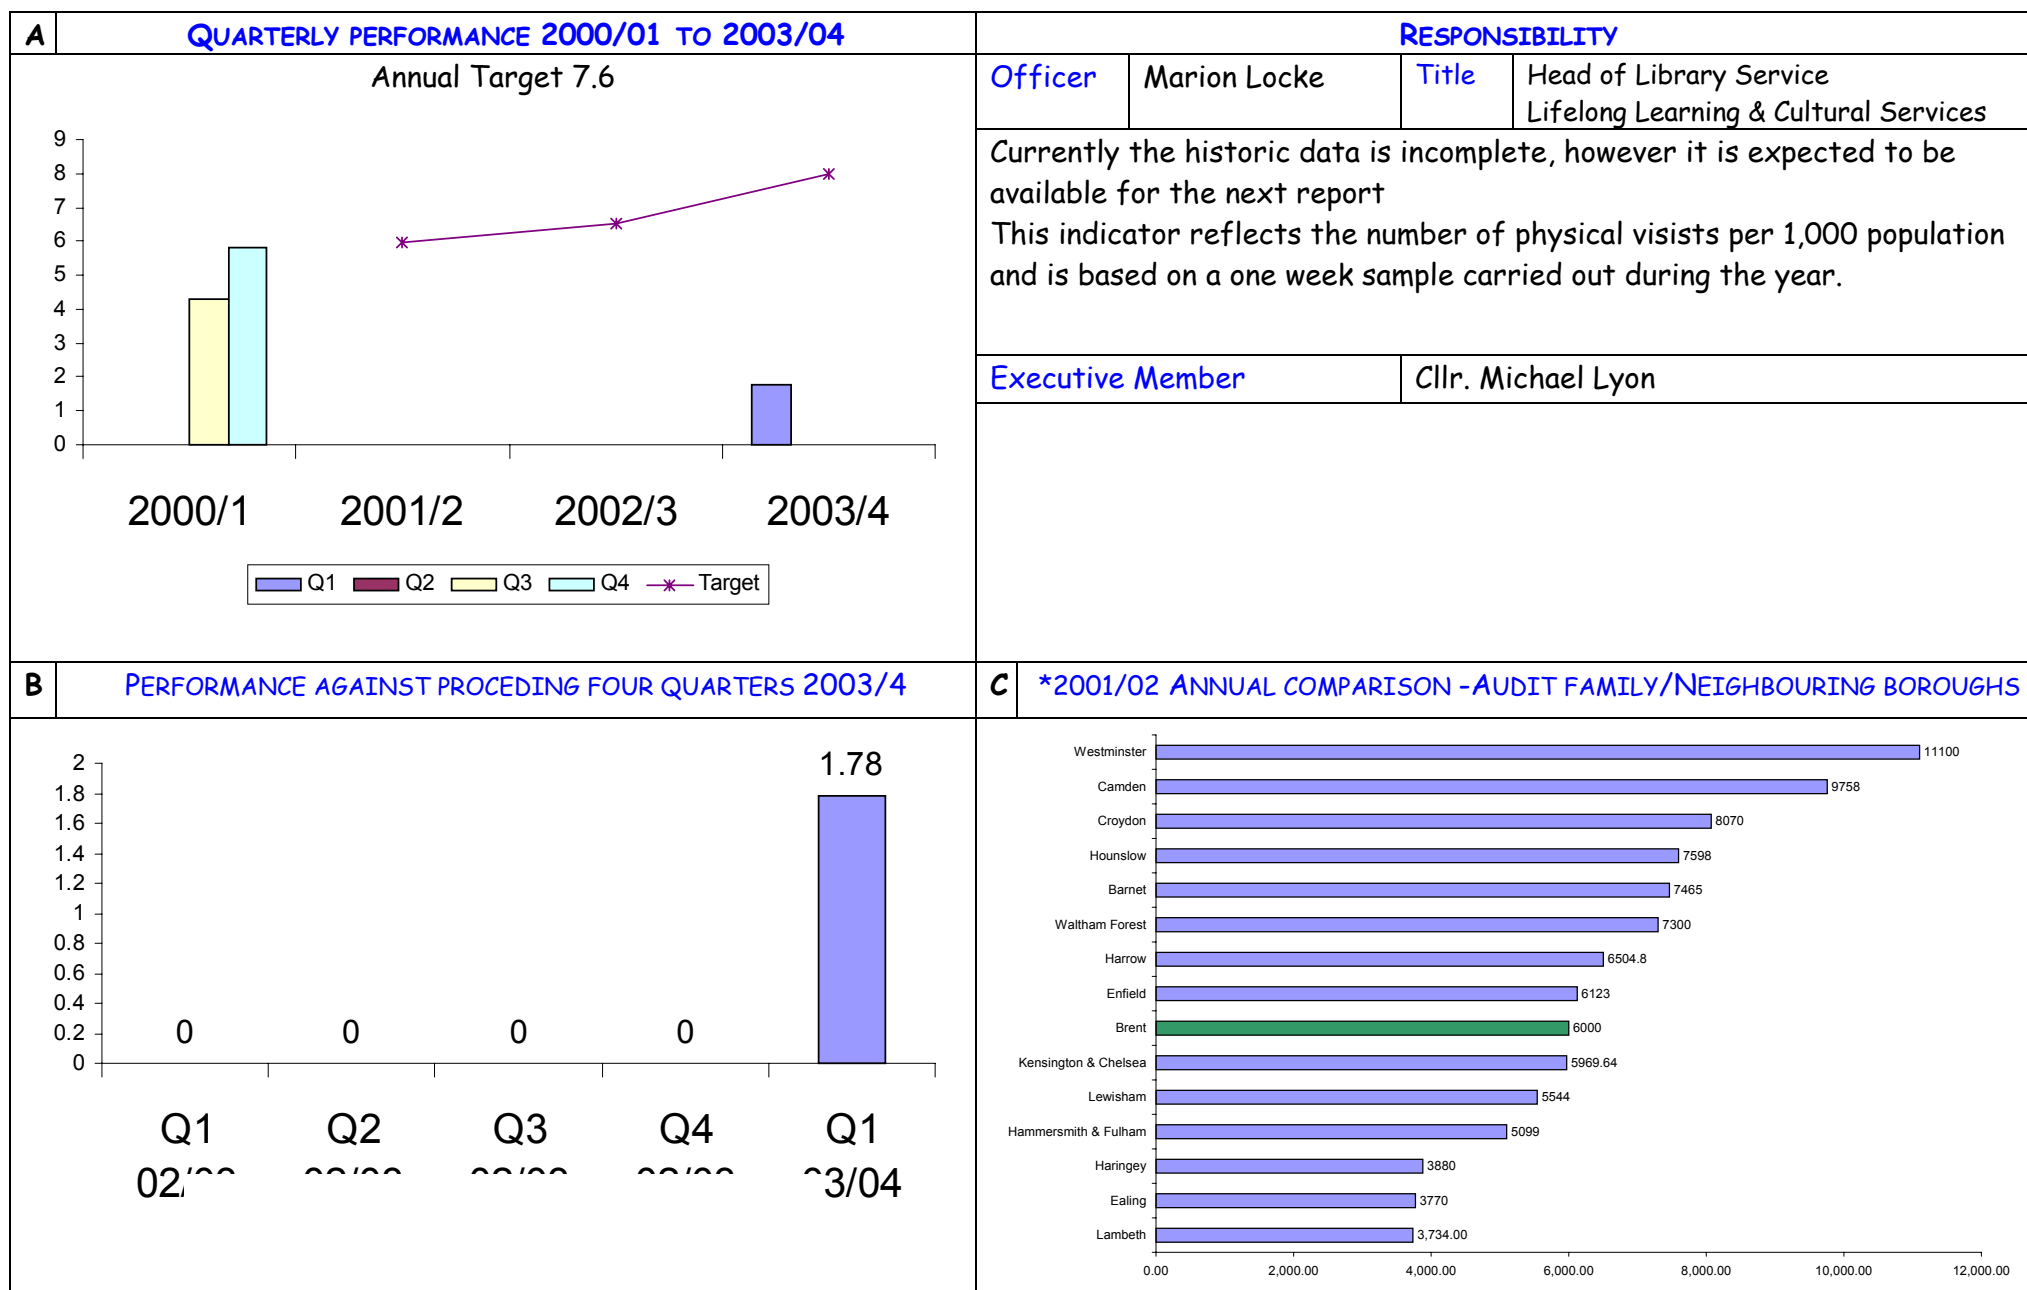 A QUARTERLY PERFORMANCE 2000/01 TO 2003/04
Annual Target 7.6
9
8
7
6
5
4
3
2
1
0
2000/1 2001/2 2002/3 2003/4
Q1 Q2 Q3 Q4 Target
RESPONSIBILITY
Officer Marion Locke Title Head of Library Service
Lifelong Learning & Cultural Services
Currently the historic data is incomplete, however it is expected to be
available for the next report
This indicator reflects the number of physical visists per 1,000 population
and is based on a one week sample carried out during the year.
Executive Member Cllr. Michael Lyon
B PERFORMANCE AGAINST PROCEDING FOUR QUARTERS 2003/4
2
1.8
1.6
1.4
1.2
1
0.8
0.6
0.4
0.2
0
0 0 0 0 1.78
Q1 Q2 Q3 Q4 Q1
3/04
C *2001/02 ANNUAL COMPARISON -AUDIT FAMILY/NEIGHBOURING BOROUGHS
Westminster 11100
Camden 9758
Croydon 8070
Hounslow 7598
Barnet 7465
Waltham Forest 7300
Harrow 6504.8
Enfield 6123
Brent 6000
Kensington & Chelsea 5969.64
Lewisham 5544
Hammersmith & Fulham 5099
Haringey 3880
Ealing 3770
Lambeth 3,734.00
0.00 2,000.00 4,000.00 6,000.00 8,000.00 10,000.00 12,000.00